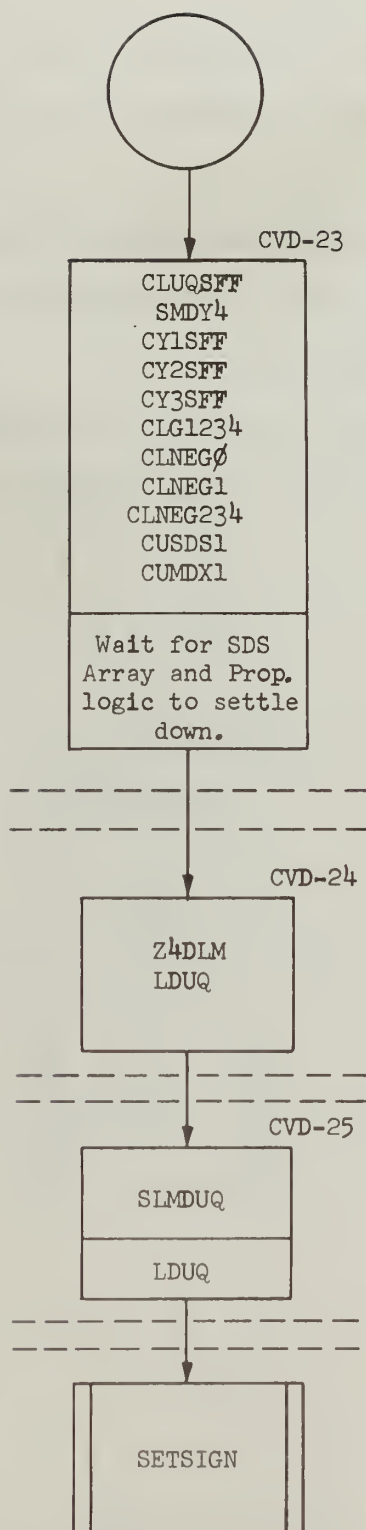 CVD-23
CLUQSFF
SMDY4
CY1SFF
CY2SFF
CY3SFF
CLG1234
CLNEGØ
CLNEG1
CLNEG234
CUSDS1
CUMDX1
Wait for SDS
Array and Prop.
logic to settle
down.
CVD-24
Z4DLM
LDUQ
CVD-25
SLMDUQ
LDUQ
SETSIGN